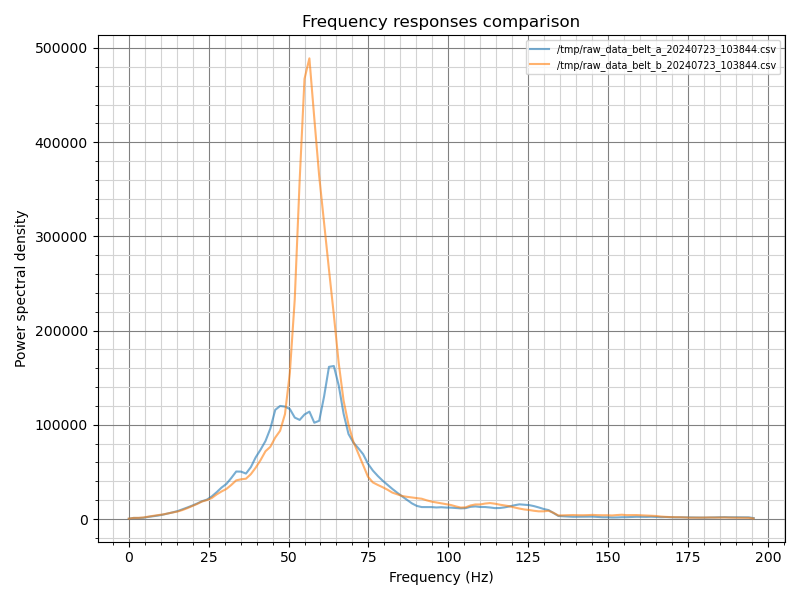 Frequency responses comparison
/tmp/raw_data_belt_a_20240723_103844.csv
/tmp/raw_data_belt_b_20240723_103844.csv
Power spectral density
500000
400000
300000
200000
100000
0
0 25 50 75 100 125 150 175 200
Frequency (Hz)